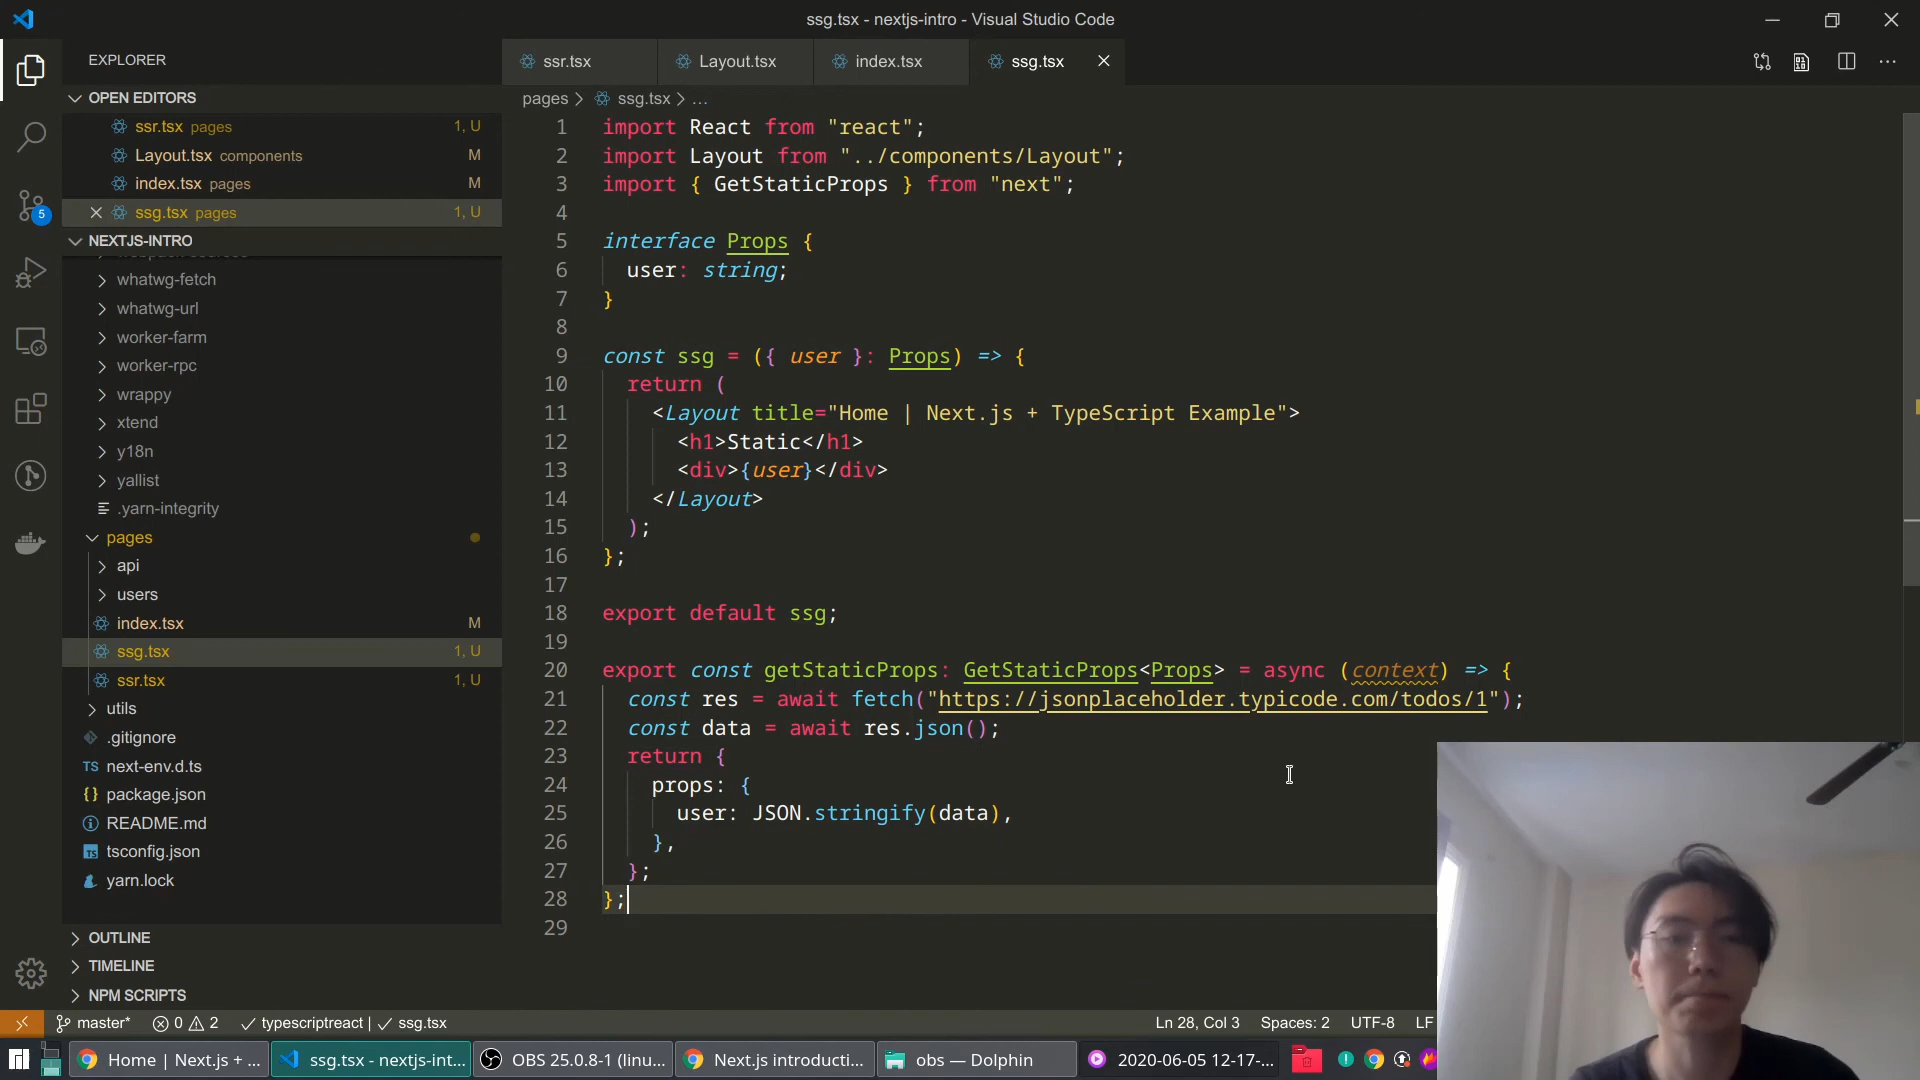 ssg.tsx - nextjs-intro - Visual Studio Code
EXPLORER
OPEN EDITORS
ssr.tsx pages 1, U
Layout.tsx components M
index.tsx pages M
ssg.tsx pages 1, U
NEXTJS-INTRO
whatwg-fetch
whatwg-url
worker-farm
worker-rpc
wrappy
xtend
y18n
yallist
.yarn-integrity
pages
api
users
index.tsx M
ssg.tsx 1, U
ssr.tsx 1, U
utils
.gitignore
TS next-env.d.ts
{} package.json
README.md
TS tsconfig.json
yarn.lock
OUTLINE
TIMELINE
NPM SCRIPTS
5
ssr.tsx Layout.tsx index.tsx ssg.tsx
pages > ssg.tsx > ...
1 import React from "react";
2 import Layout from "../components/Layout";
3 import { GetStaticProps } from "next";
4
5 interface Props {
6 user: string;
7 }
8
9 const ssg = ({ user }: Props) => {
10 return (
11 <Layout title="Home | Next.js + TypeScript Example">
12 <h1>Static</h1>
13 <div>{user}</div>
14 </Layout>
15 );
16 };
17
18 export default ssg;
19
20 export const getStaticProps: GetStaticProps<Props> = async (context) => {
21 const res = await fetch("https://jsonplaceholder.typicode.com/todos/1");
22 const data = await res.json();
23 return {
24 props: {
25 user: JSON.stringify(data),
26 },
27 };
28 };
29
master* 0 2 typescriptreact | ssg.tsx Ln 28, Col 3 Spaces: 2 UTF-8 LF
Home | Next.js + ... ssg.tsx - nextjs-int... OBS 25.0.8-1 (linu... Next.js introducti... obs — Dolphin 2020-06-05 12-17-...